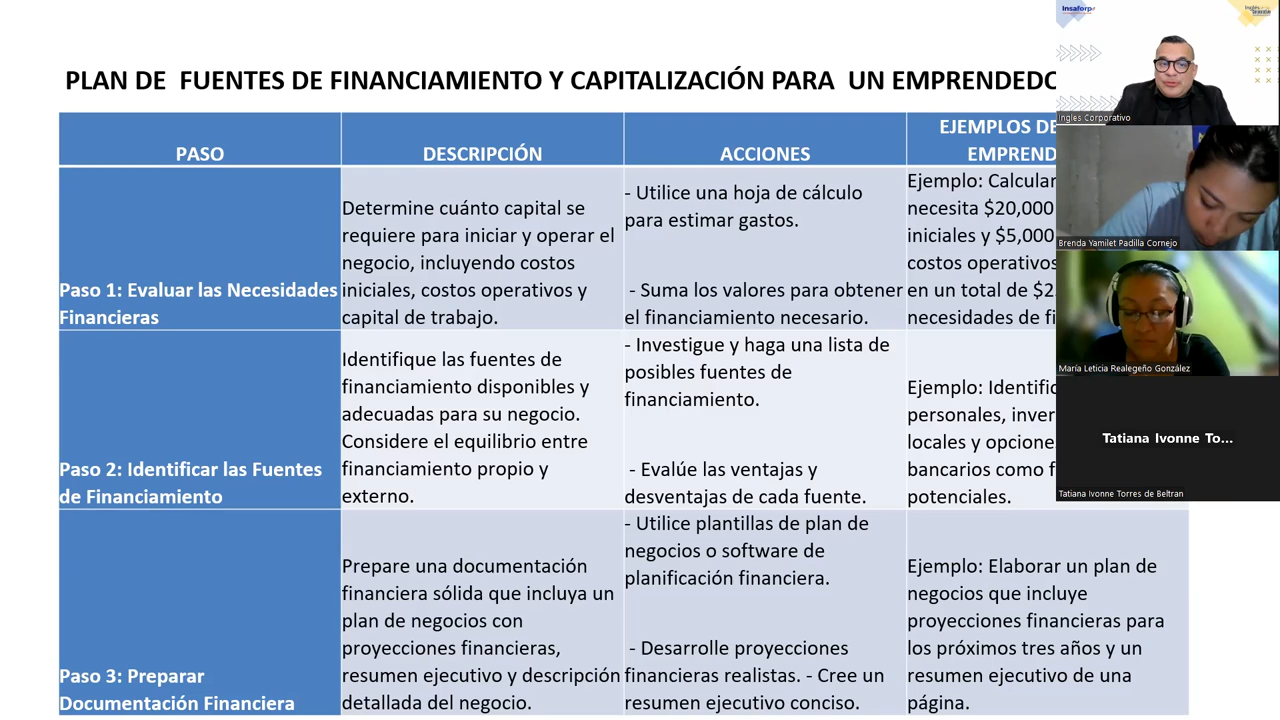 PLAN DE  FUENTES DE FINANCIAMIENTO Y CAPITALIZACIÓN PARA  UN EMPRENDEDO
PASO
DESCRIPCIÓN
ACCIONES
EJEMPLOS DE
EMPREND
Paso 1: Evaluar las Necesidades
Financieras
Determine cuánto capital se
requiere para iniciar y operar el
negocio, incluyendo costos
iniciales, costos operativos y
capital de trabajo.
- Utilice una hoja de cálculo
para estimar gastos.
- Suma los valores para obtener
el financiamiento necesario.
Ejemplo: Calcular
necesita $20,000
iniciales y $5,000
costos operativos
en un total de $2
necesidades de fi
Paso 2: Identificar las Fuentes
de Financiamiento
Identifique las fuentes de
financiamiento disponibles y
adecuadas para su negocio.
Considere el equilibrio entre
financiamiento propio y
externo.
- Investigue y haga una lista de
posibles fuentes de
financiamiento.
- Evalúe las ventajas y
desventajas de cada fuente.
Ejemplo: Identific
personales, inver
locales y opcione
bancarios como f
potenciales.
Paso 3: Preparar
Documentación Financiera
Prepare una documentación
financiera sólida que incluya un
plan de negocios con
proyecciones financieras,
resumen ejecutivo y descripción
detallada del negocio.
- Utilice plantillas de plan de
negocios o software de
planificación financiera.
- Desarrolle proyecciones
financieras realistas. - Cree un
resumen ejecutivo conciso.
Ejemplo: Elaborar un plan de
negocios que incluye
proyecciones financieras para
los próximos tres años y un
resumen ejecutivo de una
página.
Insaforp
Ingles Corporativo
Brenda Yamilet Padilla Cornejo
María Leticia Realegeño González
Tatiana Ivonne To...
Tatiana Ivonne Torres de Beltran